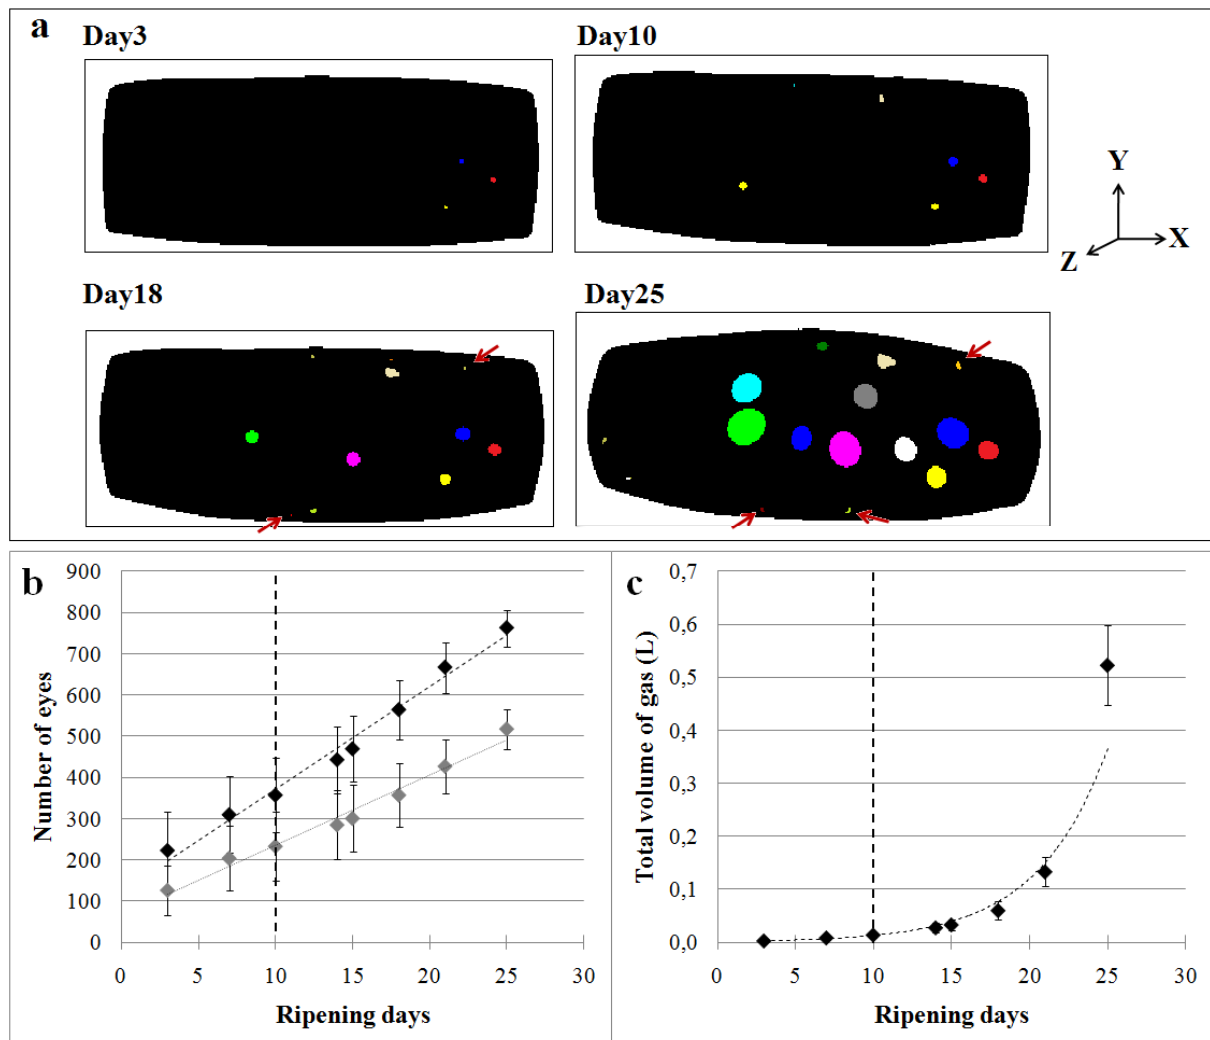 a
Day3
Day10
Y
X
Z
Day18
Day25
b
900
800
700
600
500
400
300
200
100
0
0 5 10 15 20 25 30
Number of eyes
Ripening days
c
0,7
0,6
0,5
0,4
0,3
0,2
0,1
0,0
0 5 10 15 20 25 30
Total volume of gas (L)
Ripening days